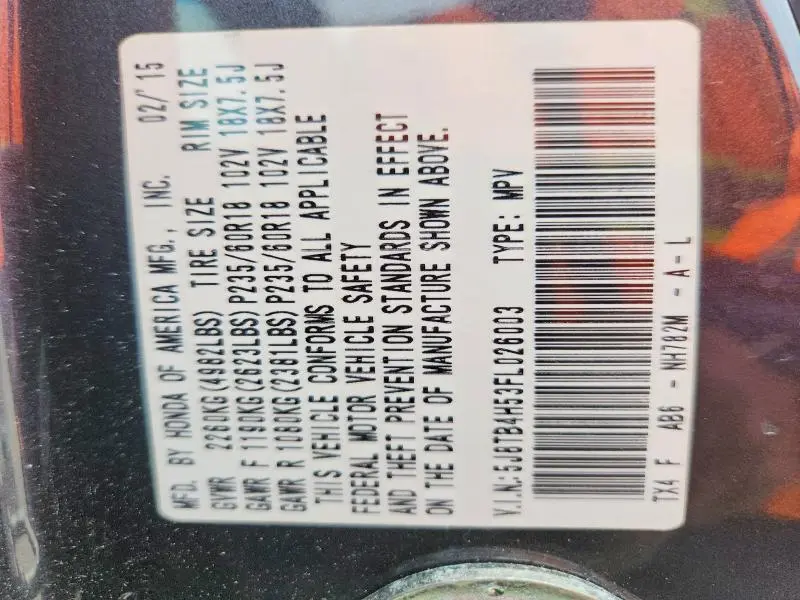 MFD. BY HONDA OF AMERICA MFG., INC. 02/'15
GVWR 2260KG(4982LBS) TIRE SIZE RIM SIZE
GAWR F 1190KG(2623LBS)P235/60R18 102V 18X7.5J
GAWR R 1080KG(2381LBS)P235/60R18 102V 18X7.5J
THIS VEHICLE CONFORMS TO ALL APPLICABLE
FEDERAL MOTOR VEHICLE SAFETY
AND THEFT PREVENTION STANDARDS IN EFFECT
ON THE DATE OF MANUFACTURE SHOWN ABOVE.
V.I.N:5J8TB4H53FL026003 TYPE: MPV
TX4 F AB6 - NH782M - A - L